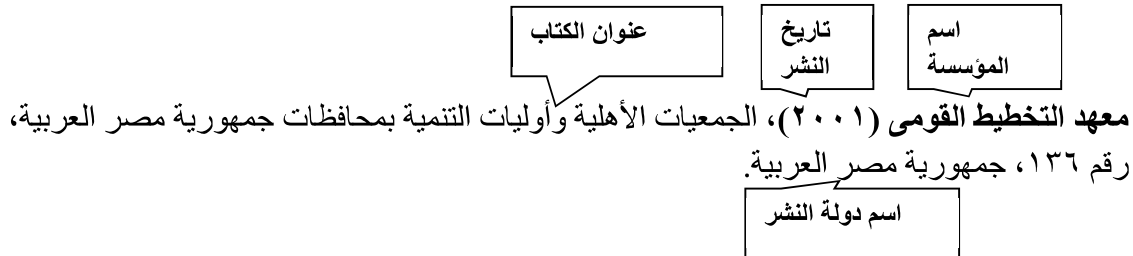 عنوان الكتاب
تاريخ
النشر
اسم
المؤسسة
معهد التخطيط القومى (٢٠٠١)، الجمعيات الأهلية وأوليات التنمية بمحافظات جمهورية مصر العربية،
رقم ١٣٦، جمهورية مصر العربية.
اسم دولة النشر